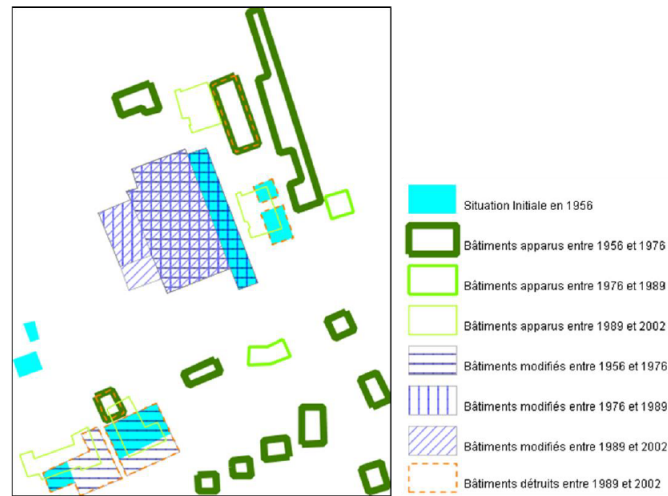 Situation Initiale en 1956
Bâtiments apparus entre 1956 et 1976
Bâtiments apparus entre 1976 et 1989
Bâtiments apparus entre 1989 et 2002
Bâtiments modifiés entre 1956 et 1976
Bâtiments modifiés entre 1976 et 1989
Bâtiments modifiés entre 1989 et 2002
Bâtiments détruits entre 1989 et 2002